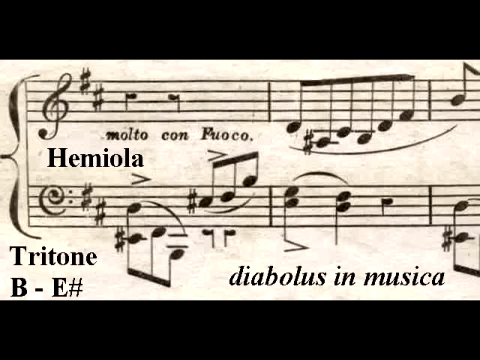 molto con Fuoco.
Hemiola
Tritone
B - E#
diabolus in musica